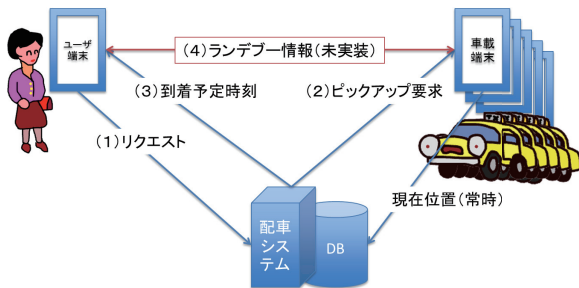 ユーザ
端末
(4)ランデブー情報(未実装)
車載
端末
(3)到着予定時刻
(2)ピックアップ要求
(1)リクエスト
現在位置(常時)
配車
シス
テム
DB